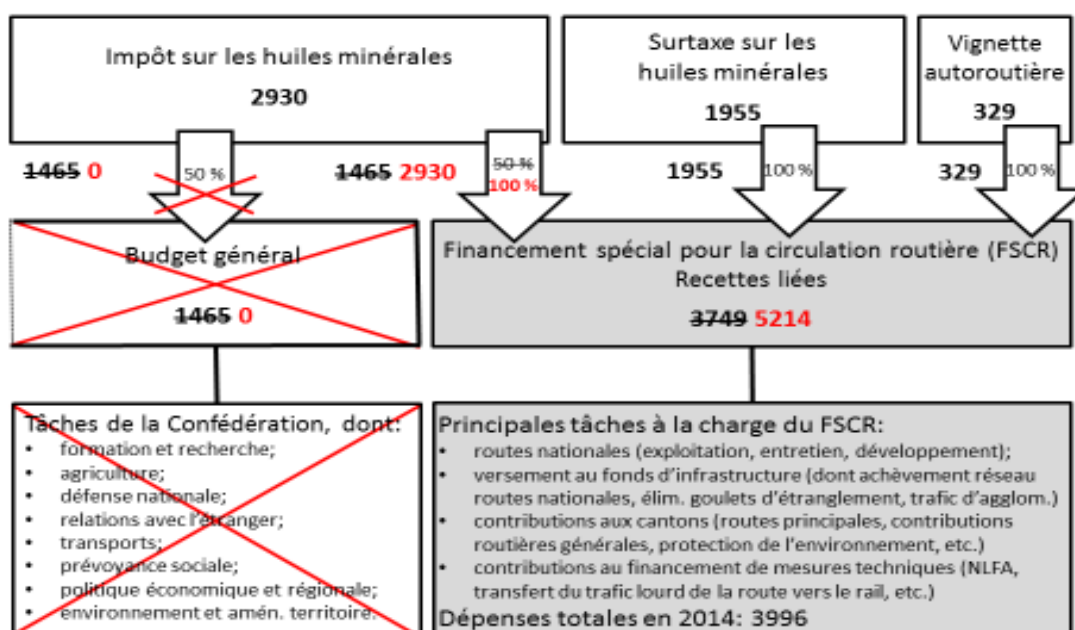 Impôt sur les huiles minérales
2930
Surtaxe sur les
huiles minérales
1955
Vignette
autoroutière
329
1465 0
50 %
1465 2930
50 %
100 %
1955
100 %
329
100 %
Budget général
1465 0
Financement spécial pour la circulation routière (FSCR)
Recettes liées
3749 5214
Tâches de la Confédération, dont:
• formation et recherche;
• agriculture;
• défense nationale;
• relations avec l'étranger;
• transports;
• prévoyance sociale;
• politique économique et régionale;
• environnement et amén. territoire.
Principales tâches à la charge du FSCR:
• routes nationales (exploitation, entretien, développement);
• versement au fonds d'infrastructure (dont achèvement réseau
routes nationales, élim. goulets d'étranglement, trafic d'agglom.)
• contributions aux cantons (routes principales, contributions
routières générales, protection de l'environnement, etc.)
• contributions au financement de mesures techniques (NLFA,
transfert du trafic lourd de la route vers le rail, etc.)
Dépenses totales en 2014: 3996